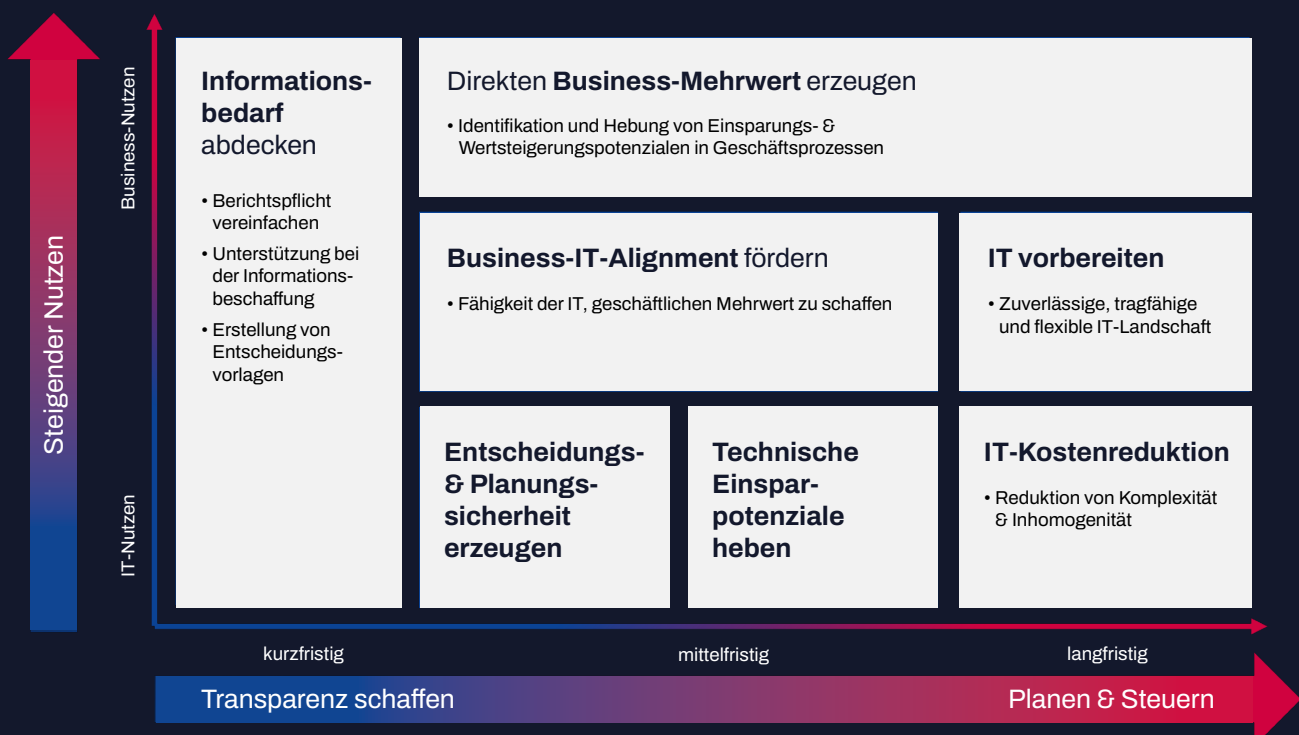 Steigender Nutzen
Business-Nutzen
IT-Nutzen
Informations-
bedarf
abdecken
• Berichtspflicht
vereinfachen
• Unterstützung bei
der Informations-
beschaffung
• Erstellung von
Entscheidungs-
vorlagen
Direkten Business-Mehrwert erzeugen
• Identifikation und Hebung von Einsparungs- &
Wertsteigerungspotenzialen in Geschäftsprozessen
Business-IT-Alignment fördern
• Fähigkeit der IT, geschäftlichen Mehrwert zu schaffen
IT vorbereiten
• Zuverlässige, tragfähige
und flexible IT-Landschaft
Entscheidungs-
& Planungs-
sicherheit
erzeugen
Technische
Einspar-
potenziale
heben
IT-Kostenreduktion
• Reduktion von Komplexität
& Inhomogenität
kurzfristig
mittelfristig
langfristig
Transparenz schaffen
Planen & Steuern